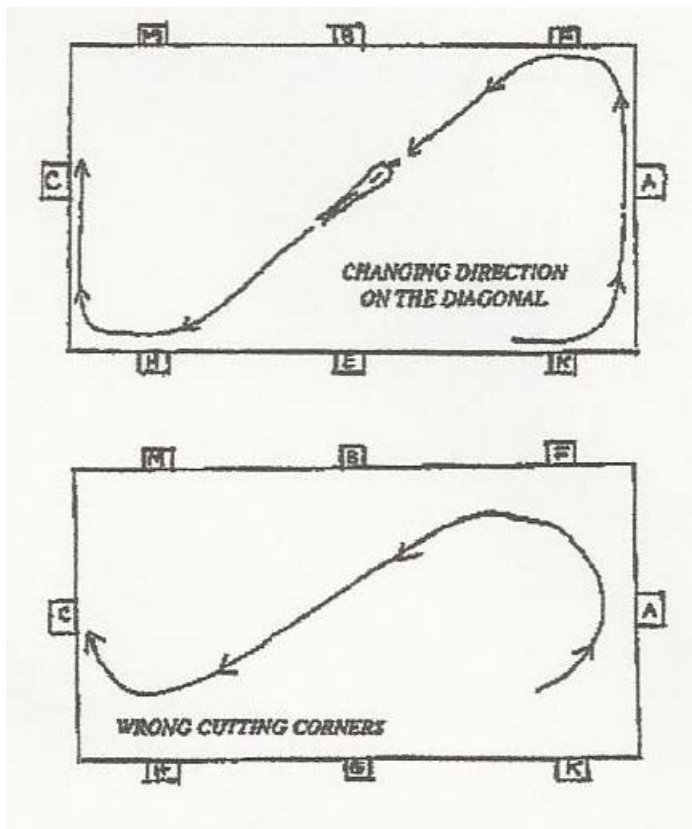 M B F
C A
CHANGING DIRECTION
ON THE DIAGONAL
H E K
M B F
C A
WRONG CUTTING CORNERS
H K